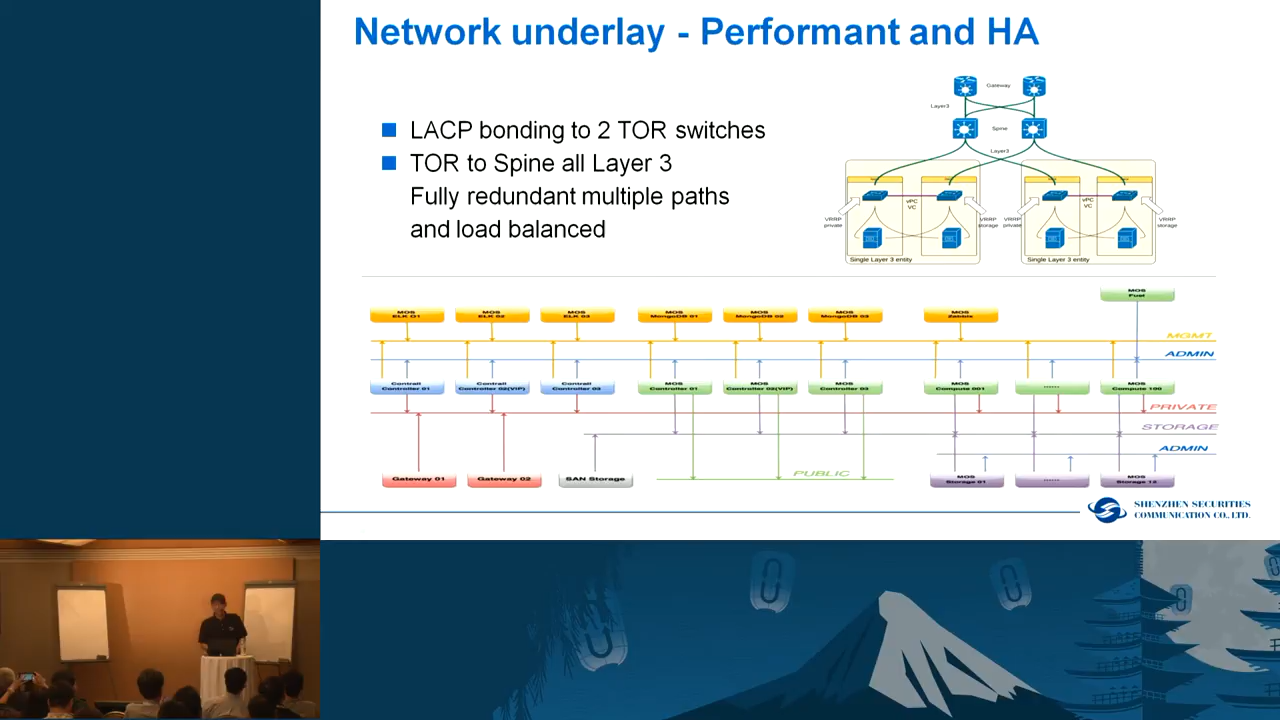 Network underlay - Performant and HA
LACP bonding to 2 TOR switches
TOR to Spine all Layer 3
Fully redundant multiple paths
and load balanced
Gateway
Layer3
Spine
Layer3
vPC
VC
vPC
VC
VRRP
private
VRRP
storage
VRRP
private
VRRP
storage
Single Layer 3 entity
Single Layer 3 entity
MOS
Fuel
MOS
ELK 01
MOS
ELK 02
MOS
ELK 03
MOS
MongoDB 01
MOS
MongoDB 02
MOS
MongoDB 03
MOS
Zabbix
MGMT
ADMIN
Contrail
Controller 01
Contrail
Controller 02(VIP)
Contrail
Controller 03
MOS
Controller 01
MOS
Controller 02(VIP)
MOS
Controller 03
MOS
Compute 001
......
MOS
Compute 100
PRIVATE
STORAGE
ADMIN
PUBLIC
Gateway 01
Gateway 02
SAN Storage
MOS
Storage 01
......
MOS
Storage 12
SHENZHEN SECURITIES
COMMUNICATION CO., LTD.